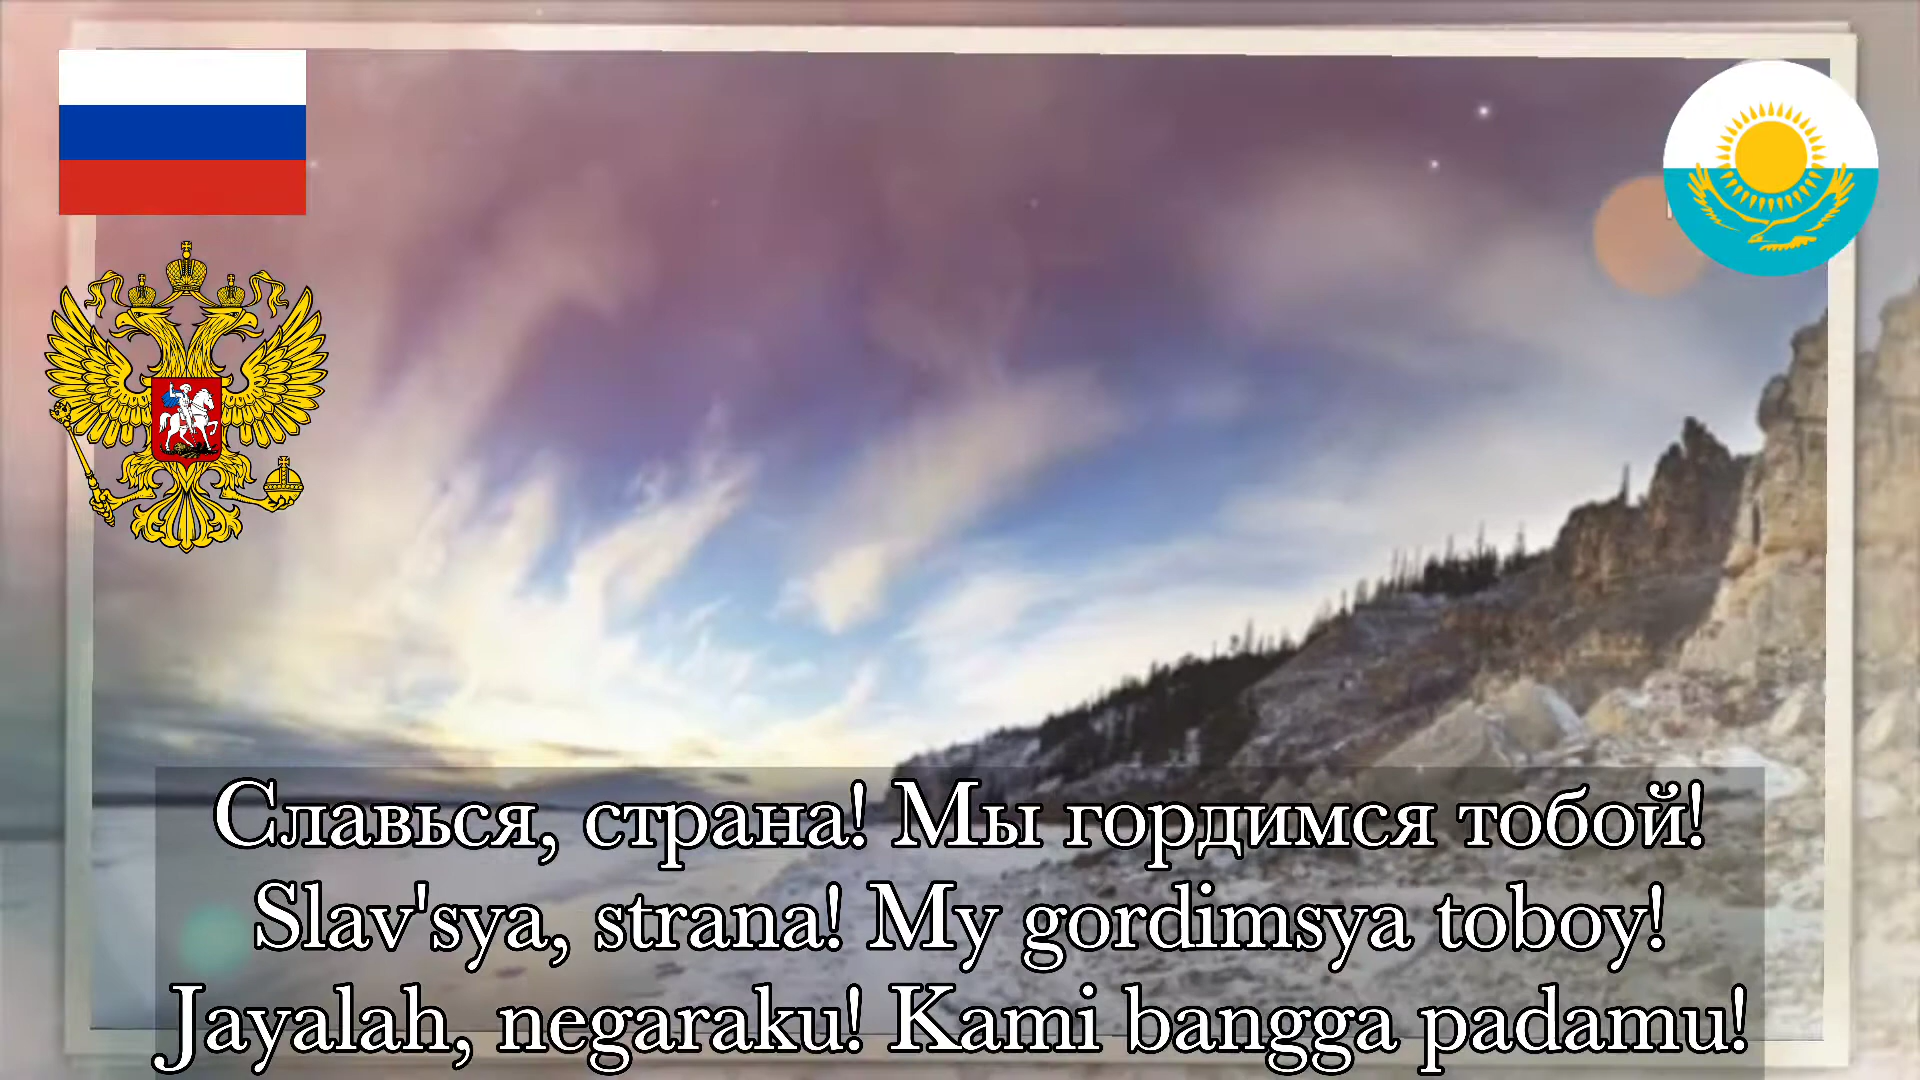 Славься, страна! Мы гордимся тобой!
Slav'sya, strana! My gordimsya toboy!
Jayalah, negaraku! Kami bangga padamu!